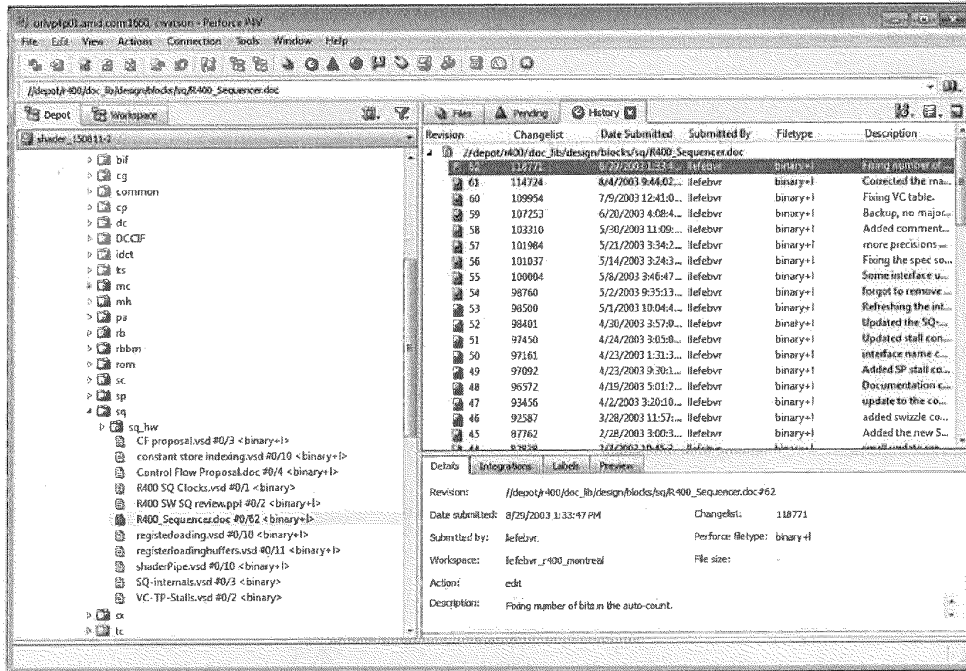 orlvp4p01.amd.com:1660, cwatson - Perforce P4V
File Edit View Actions Connection Tools Window Help
//depot/r400/doc_lib/design/blocks/sq/R400_Sequencer.doc
Depot Workspace
shader_150811-2
bif
cg
common
cp
dc
DCCIF
idct
ks
mc
mh
pa
rb
rbbm
rom
sc
sp
sq
sq_hw
CF proposal.vsd #0/3 <binary+l>
constant store indexing.vsd #0/10 <binary+l>
Control Flow Proposal.doc #0/4 <binary+l>
R400 SQ Clocks.vsd #0/1 <binary>
R400 SW SQ review.ppt #0/2 <binary+l>
R400_Sequencer.doc #0/62 <binary+l>
registerloading.vsd #0/10 <binary+l>
registerloadingbuffers.vsd #0/11 <binary+l>
shaderPipe.vsd #0/10 <binary+l>
SQ-internals.vsd #0/3 <binary>
VC-TP-Stalls.vsd #0/2 <binary>
sx
tc
Files Pending History
Revision Changelist Date Submitted Submitted By Filetype Description
//depot/r400/doc_lib/design/blocks/sq/R400_Sequencer.doc
118771 llefebvr binary+l Fixing number of...
61 114724 8/4/2003 9:44:02... llefebvr binary+l Corrected the ma...
60 109954 7/9/2003 12:41:0... llefebvr binary+l Fixing VC table.
59 107253 6/20/2003 4:08:4... llefebvr binary+l Backup, no major...
58 103310 5/30/2003 11:09:... llefebvr binary+l Added comment...
57 101984 5/21/2003 3:34:2... llefebvr binary+l more precisions ...
56 101037 5/14/2003 3:24:3... llefebvr binary+l Fixing the spec so...
55 100004 5/8/2003 3:46:47... llefebvr binary+l Some interface u...
54 98760 5/2/2003 9:35:13... llefebvr binary+l forgot to remove ...
53 98500 5/1/2003 10:04:4... llefebvr binary+l Refreshing the int...
52 98401 4/30/2003 3:57:0... llefebvr binary+l Updated the SQ-...
51 97450 4/24/2003 3:05:8... llefebvr binary+l Updated stall con...
50 97161 4/23/2003 1:31:3... llefebvr binary+l interface name c...
49 97092 4/23/2003 9:30:1... llefebvr binary+l Added SP stall co...
48 96572 4/19/2003 5:01:2... llefebvr binary+l Documentation c...
47 93456 4/2/2003 3:20:10... llefebvr binary+l update to the co...
46 92587 3/28/2003 11:57:... llefebvr binary+l added swizzle co...
45 87762 2/28/2003 3:00:3... llefebvr binary+l Added the new S...
Details Integrations Labels Preview
Revision: //depot/r400/doc_lib/design/blocks/sq/R400_Sequencer.doc#62
Date submitted: 8/29/2003 1:33:47 PM Changelist: 118771
Submitted by: llefebvr Perforce filetype: binary+l
Workspace: llefebvr_r400_montreal File size:
Action: edit
Description: Fixing number of bits in the auto-count.